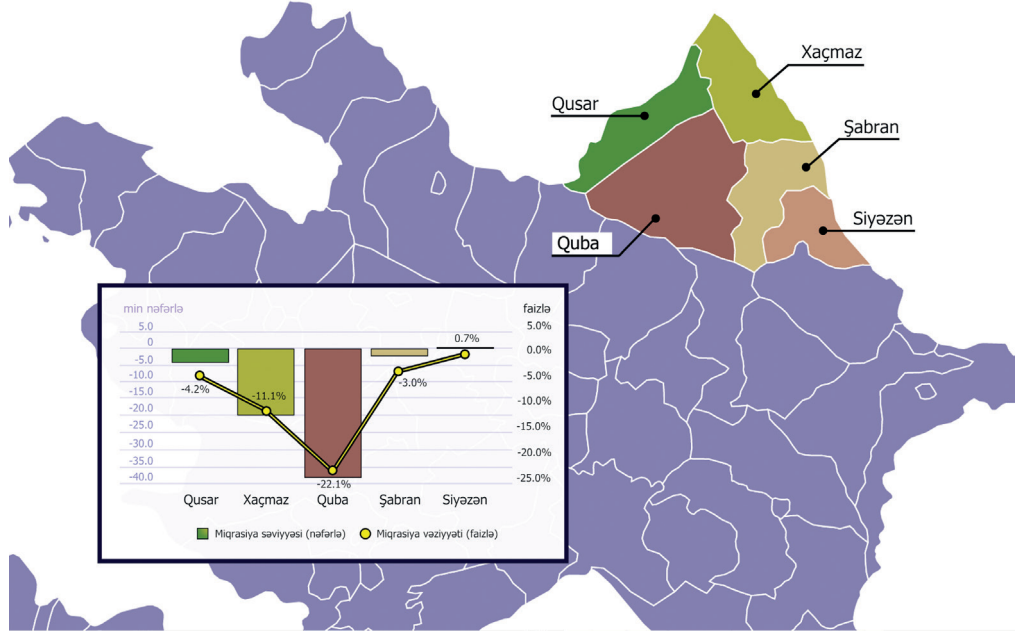 Xaçmaz
Qusar
Şabran
Siyəzən
Quba
min nəfərlə
faizlə
5.0
0
-5.0
-10.0
-15.0
-20.0
-25.0
-30.0
-35.0
-40.0
5.0%
0.0%
-5.0%
-10.0%
-15.0%
-20.0%
-25.0%
-4.2%
-11.1%
-22.1%
-3.0%
0.7%
Qusar Xaçmaz Quba Şabran Siyəzən
Miqrasiya səviyyəsi (nəfərlə) Miqrasiya vəziyyəti (faizlə)